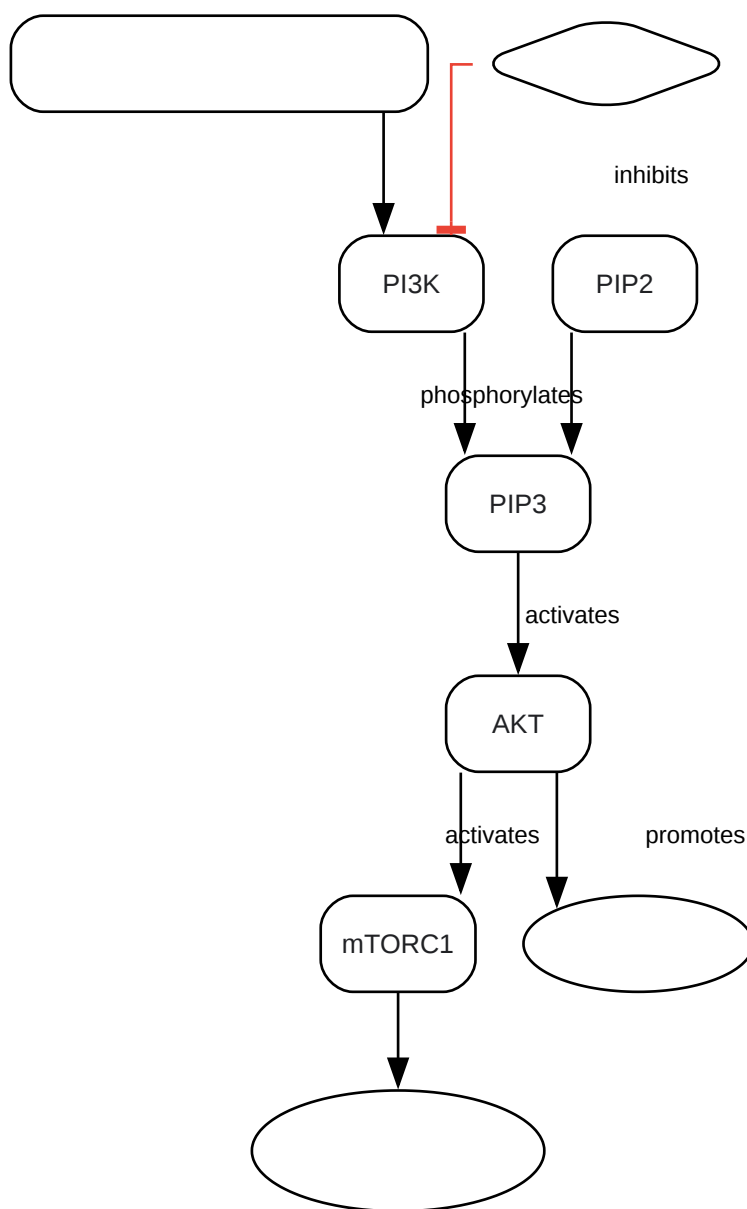 inhibits
PI3K
PIP2
phosphorylates
PIP3
activates
AKT
activates
promotes
mTORC1